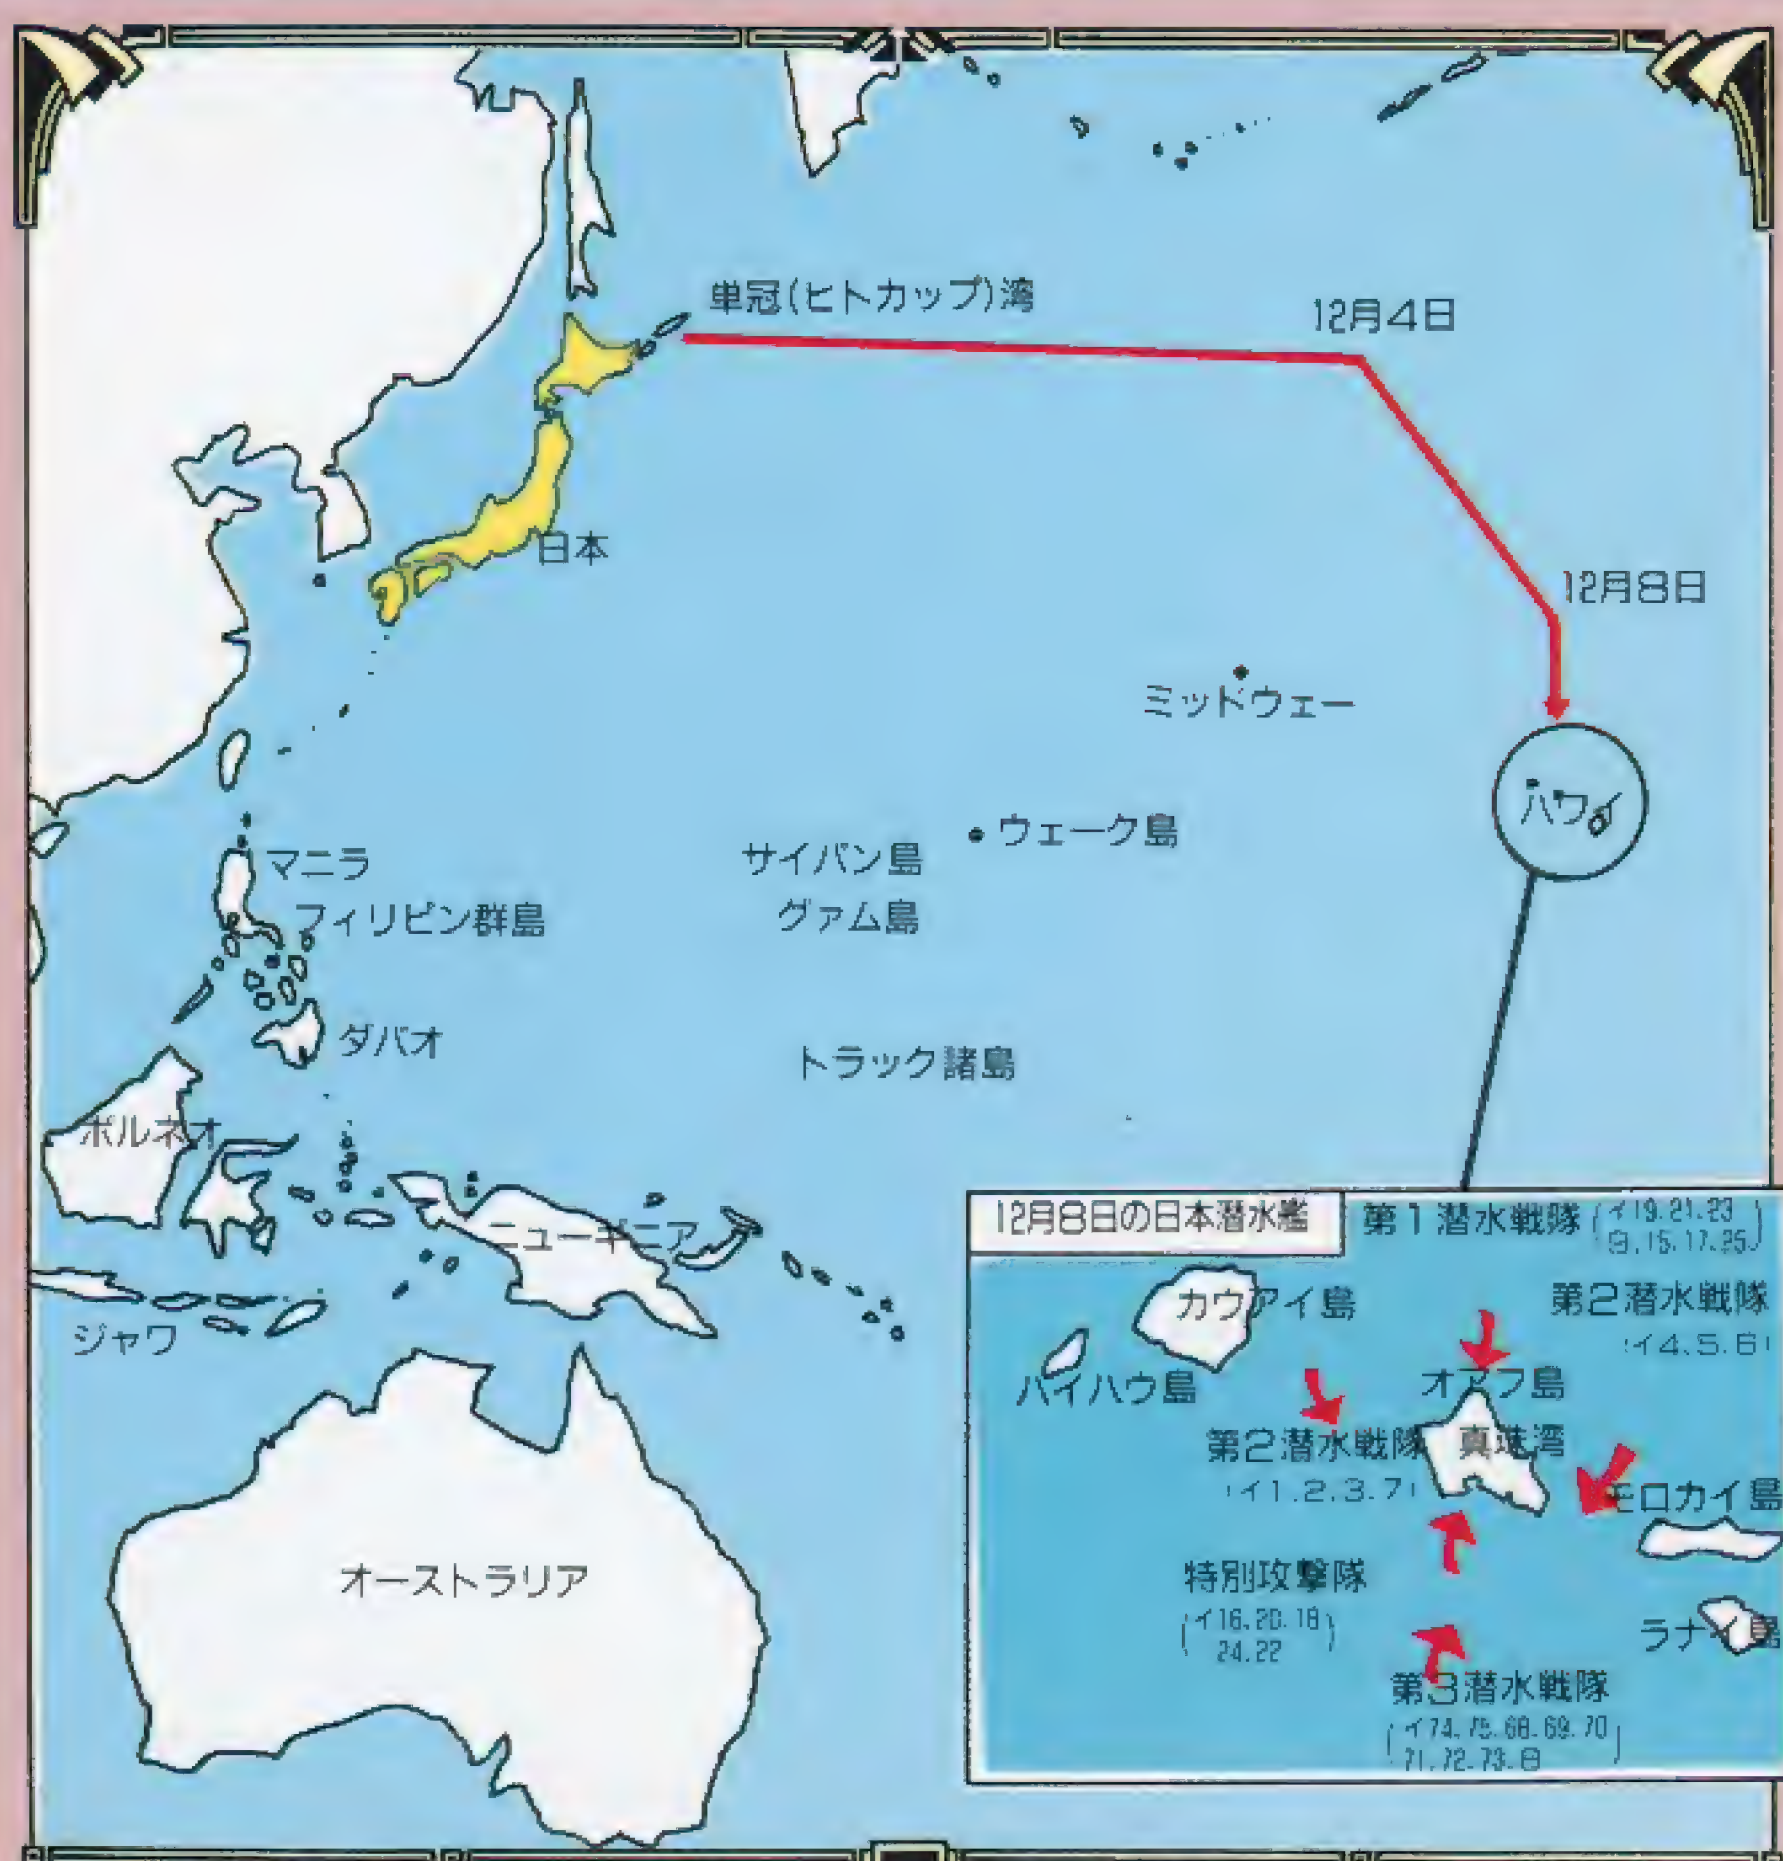 単冠(ヒトカップ)湾
12月4日
日本
12月8日
ミッドウェー
ハワイ
ウェーク島
サイパン島
グァム島
マニラ
フィリピン群島
ダバオ
トラック諸島
ボルネオ
ニューギニア
ジャワ
オーストラリア
12月8日の日本潜水艦
第1潜水戦隊
(イ19.21.23
9.15.17.25)
カウアイ島
第2潜水戦隊
(イ4.5.6)
ハイハウ島
オアフ島
第2潜水戦隊
(イ1.2.3.7)
真珠湾
モロカイ島
特別攻撃隊
(イ16.20.18
24.22)
ラナイ島
第3潜水戦隊
(イ74.75.68.69.70
71.72.73.8)